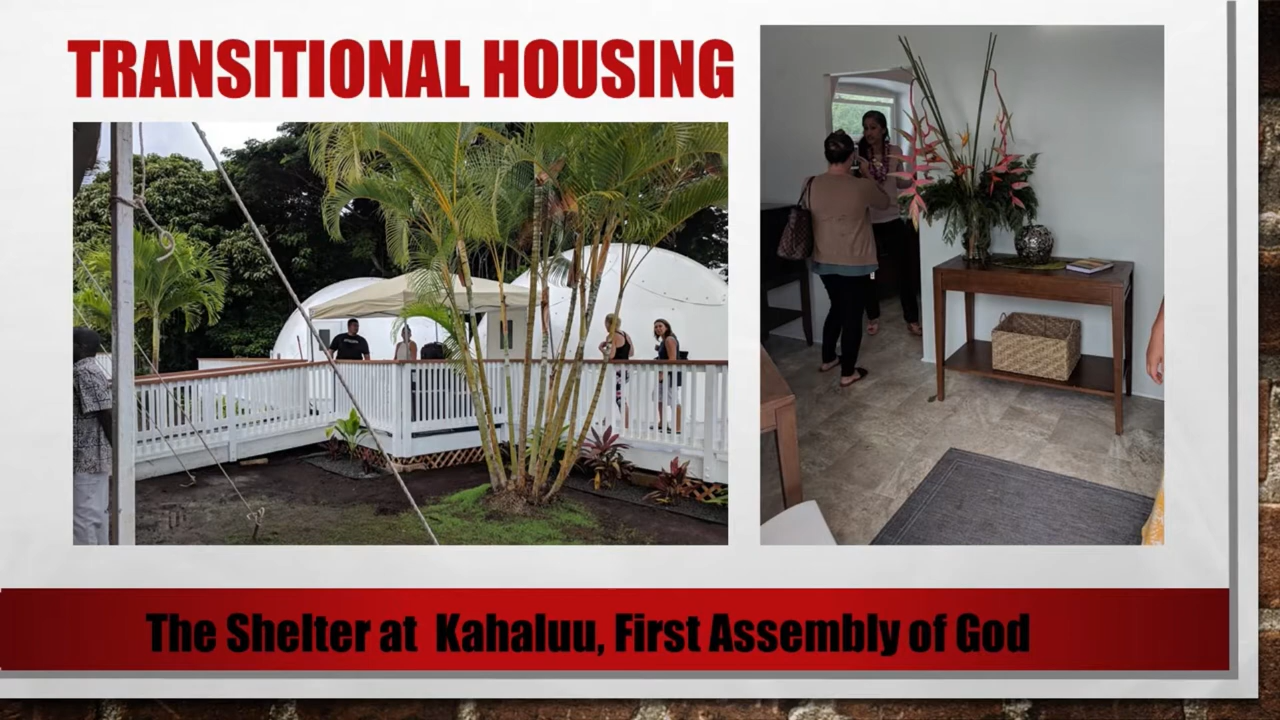 TRANSITIONAL HOUSING
The Shelter at Kahaluu, First Assembly of God